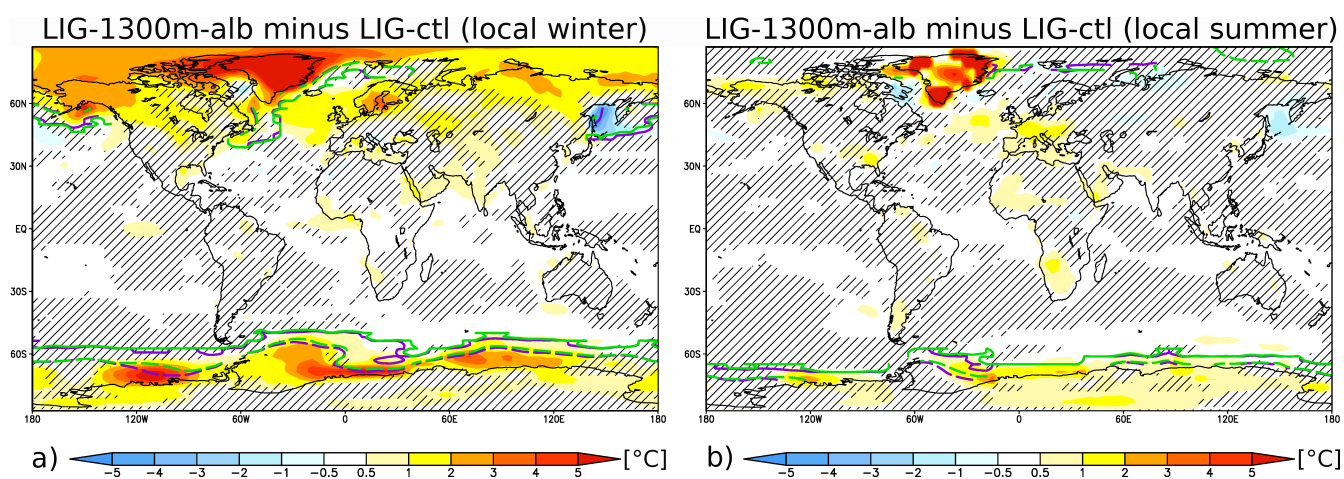 LIG-1300m-alb minus LIG-ctl (local winter)
LIG-1300m-alb minus LIG-ctl (local summer)
60N
30N
EQ
30S
60S
180 120W 60W 0 60E 120E 180
60N
30N
EQ
30S
60S
180 120W 60W 0 60E 120E 180
a) -5 -4 -3 -2 -1 -0.5 0.5 1 2 3 4 5 [°C]
b) -5 -4 -3 -2 -1 -0.5 0.5 1 2 3 4 5 [°C]